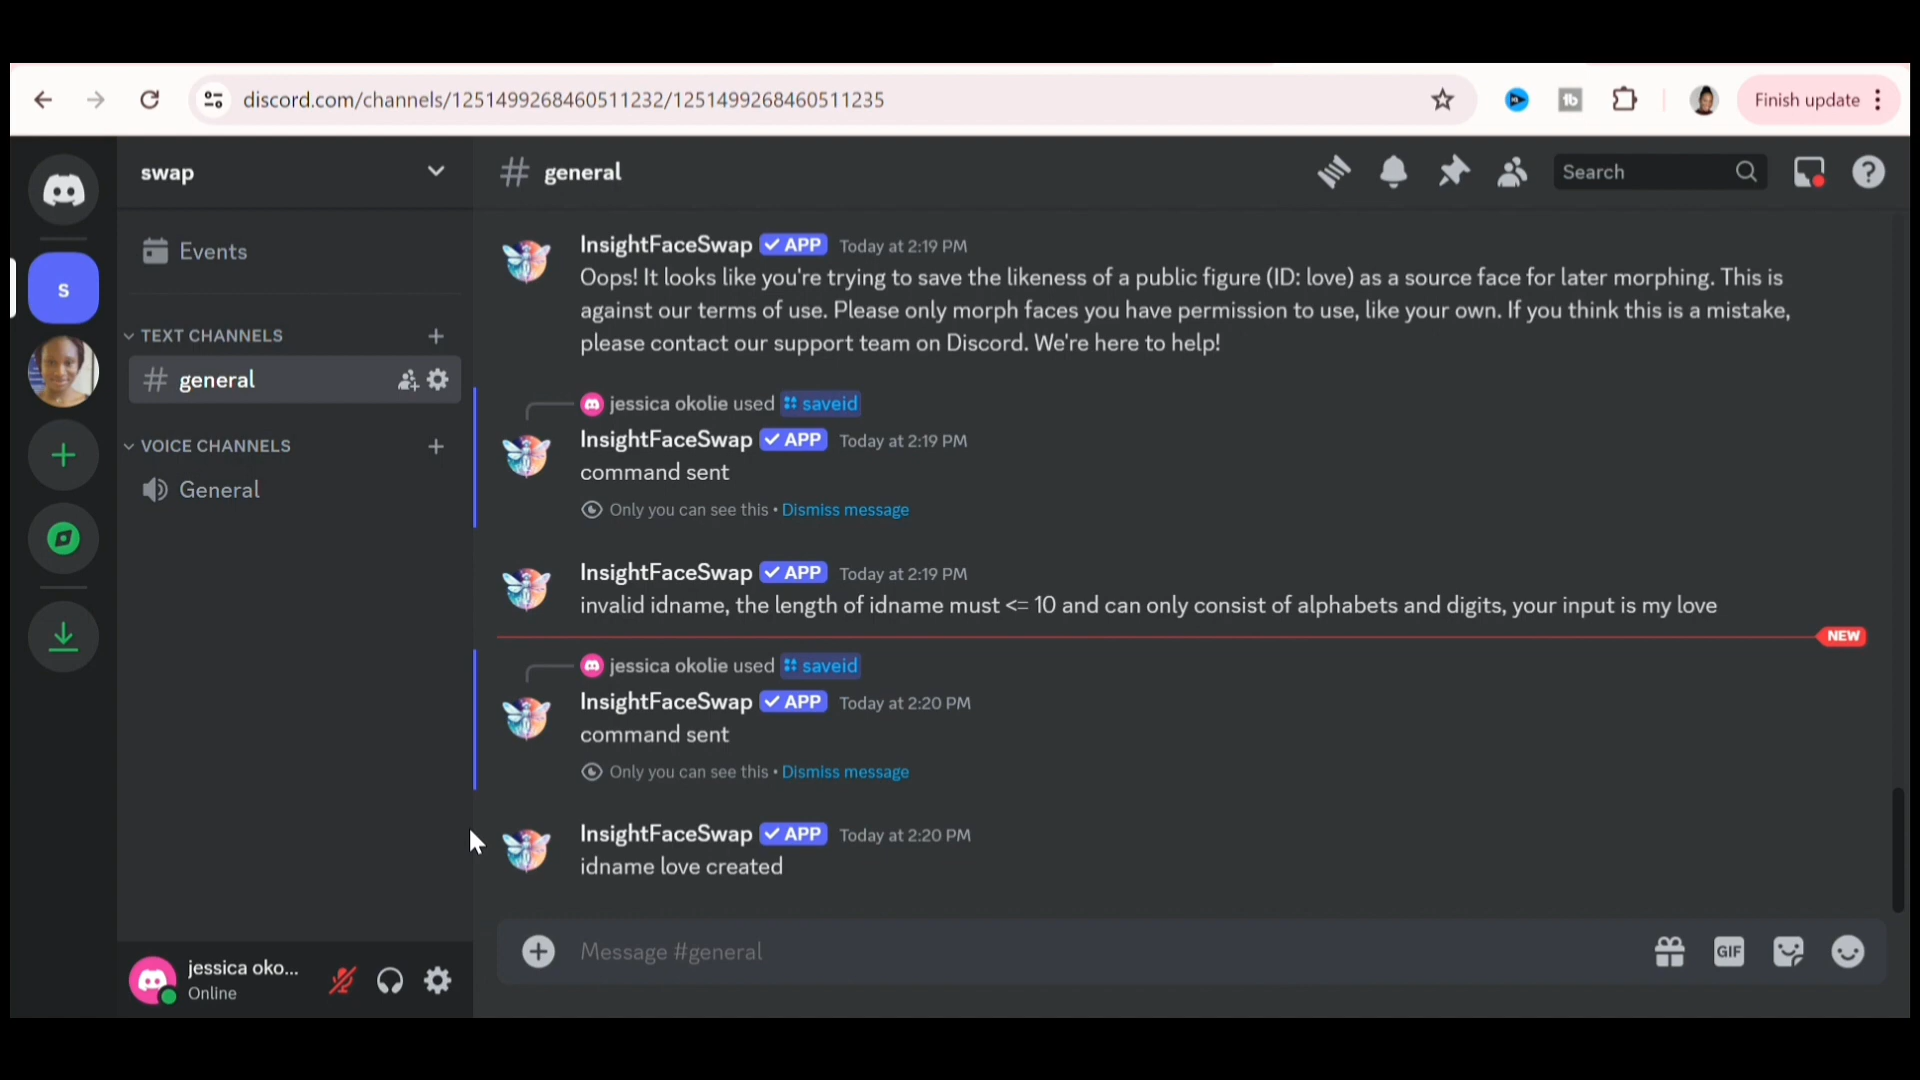 discord.com/channels/1251499268460511232/1251499268460511235
Finish update
swap
general
Search
Events
TEXT CHANNELS
general
VOICE CHANNELS
General
S
InsightFaceSwap APP Today at 2:19 PM
Oops! It looks like you're trying to save the likeness of a public figure (ID: love) as a source face for later morphing. This is
against our terms of use. Please only morph faces you have permission to use, like your own. If you think this is a mistake,
please contact our support team on Discord. We're here to help!
jessica okolie used saveid
InsightFaceSwap APP Today at 2:19 PM
command sent
Only you can see this • Dismiss message
InsightFaceSwap APP Today at 2:19 PM
invalid idname, the length of idname must <= 10 and can only consist of alphabets and digits, your input is my love
NEW
jessica okolie used saveid
InsightFaceSwap APP Today at 2:20 PM
command sent
Only you can see this • Dismiss message
InsightFaceSwap APP Today at 2:20 PM
idname love created
Message #general
GIF
jessica oko...
Online